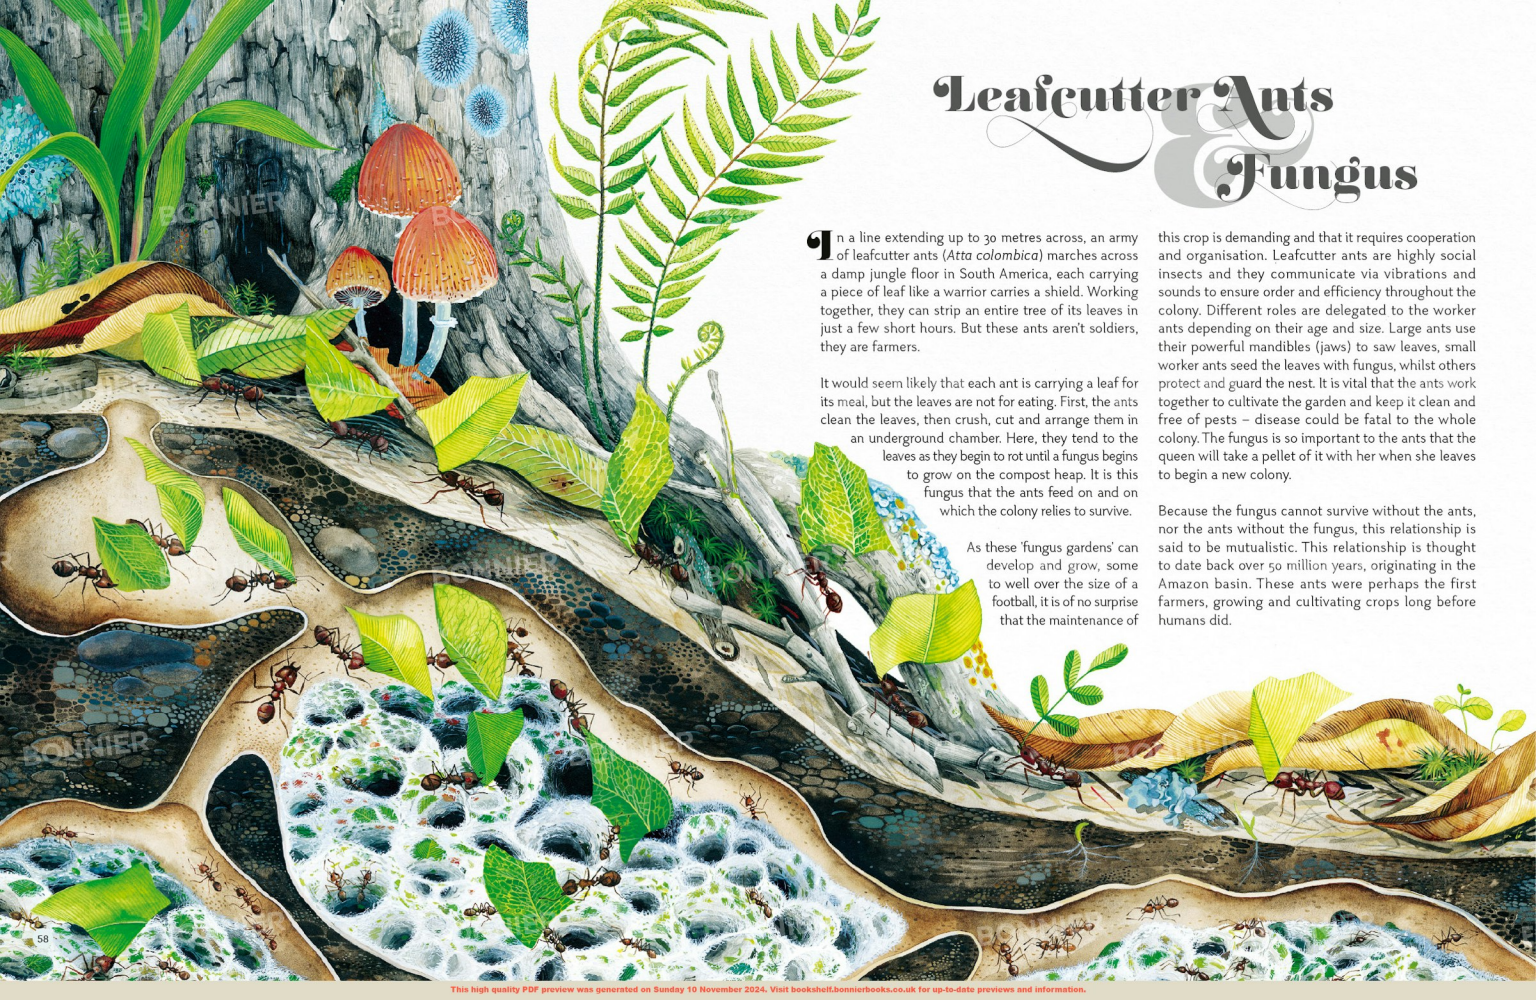 Leafcutter Ants
& Fungus
In a line extending up to 30 metres across, an army
of leafcutter ants (Atta colombica) marches across
a damp jungle floor in South America, each carrying
a piece of leaf like a warrior carries a shield. Working
together, they can strip an entire tree of its leaves in
just a few short hours. But these ants aren't soldiers,
they are farmers.
It would seem likely that each ant is carrying a leaf for
its meal, but the leaves are not for eating. First, the ants
clean the leaves, then crush, cut and arrange them in
an underground chamber. Here, they tend to the
leaves as they begin to rot until a fungus begins
to grow on the compost heap. It is this
fungus that the ants feed on and on
which the colony relies to survive.
As these 'fungus gardens' can
develop and grow, some
to well over the size of a
football, it is of no surprise
that the maintenance of
this crop is demanding and that it requires cooperation
and organisation. Leafcutter ants are highly social
insects and they communicate via vibrations and
sounds to ensure order and efficiency throughout the
colony. Different roles are delegated to the worker
ants depending on their age and size. Large ants use
their powerful mandibles (jaws) to saw leaves, small
worker ants seed the leaves with fungus, whilst others
protect and guard the nest. It is vital that the ants work
together to cultivate the garden and keep it clean and
free of pests – disease could be fatal to the whole
colony. The fungus is so important to the ants that the
queen will take a pellet of it with her when she leaves
to begin a new colony.
Because the fungus cannot survive without the ants,
nor the ants without the fungus, this relationship is
said to be mutualistic. This relationship is thought
to date back over 50 million years, originating in the
Amazon basin. These ants were perhaps the first
farmers, growing and cultivating crops long before
humans did.
BONNIER
BONNIER
BONNIER
BONNIER
BONNIER
BONNIER
58
This high quality PDF preview was generated on Sunday 10 November 2024. Visit bookshelf.bonnierbooks.co.uk for up-to-date previews and information.